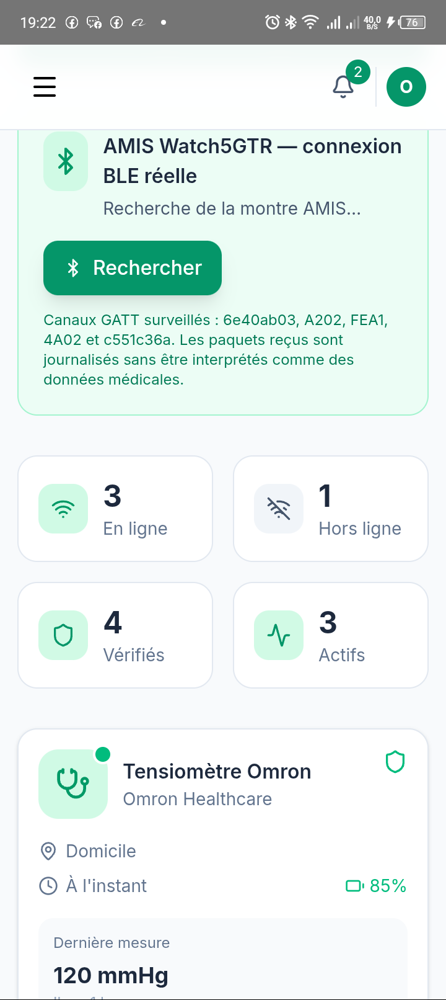 19:22
40,0
B/S
76
2
O
AMIS Watch5GTR — connexion
BLE réelle
Recherche de la montre AMIS...
Rechercher
Canaux GATT surveillés : 6e40ab03, A202, FEA1,
4A02 et c551c36a. Les paquets reçus sont
journalisés sans être interprétés comme des
données médicales.
3
En ligne
1
Hors ligne
4
Vérifiés
3
Actifs
Tensiomètre Omron
Omron Healthcare
Domicile
À l'instant
85%
Dernière mesure
120 mmHg